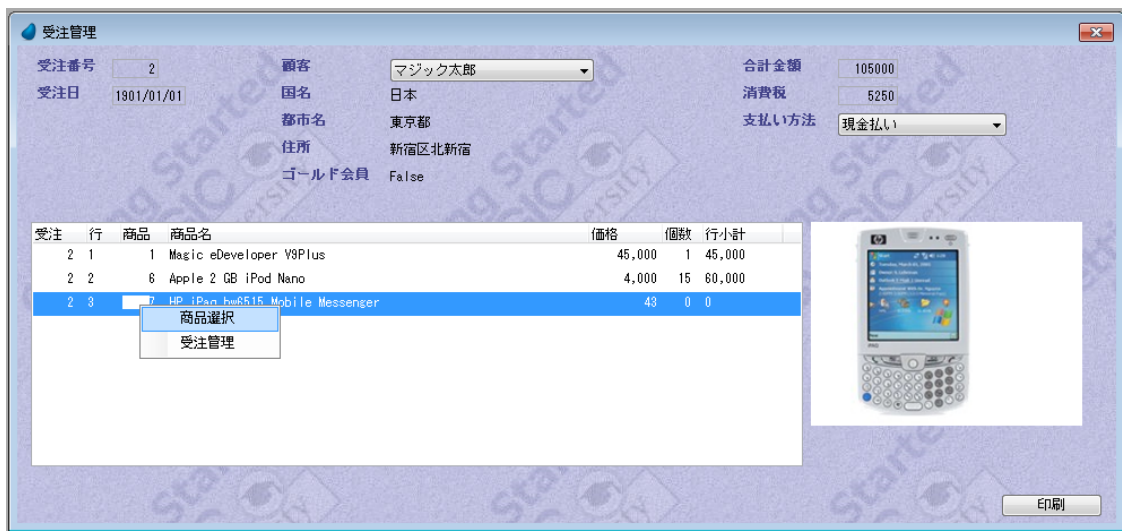 受注管理
受注番号 2 顧客 マジック太郎 合計金額 105000
受注日 1901/01/01 国名 日本 消費税 5250
都市名 東京都 支払い方法 現金払い
住所 新宿区北新宿
ゴールド会員 False
受注 行 商品 商品名 価格 個数 行小計
2 1 1 Magic eDeveloper V9Plus 45,000 1 45,000
2 2 6 Apple 2 GB iPod Nano 4,000 15 60,000
2 3 7 HP iPaq hw6515 Mobile Messenger 43 0 0
商品選択
受注管理
印刷